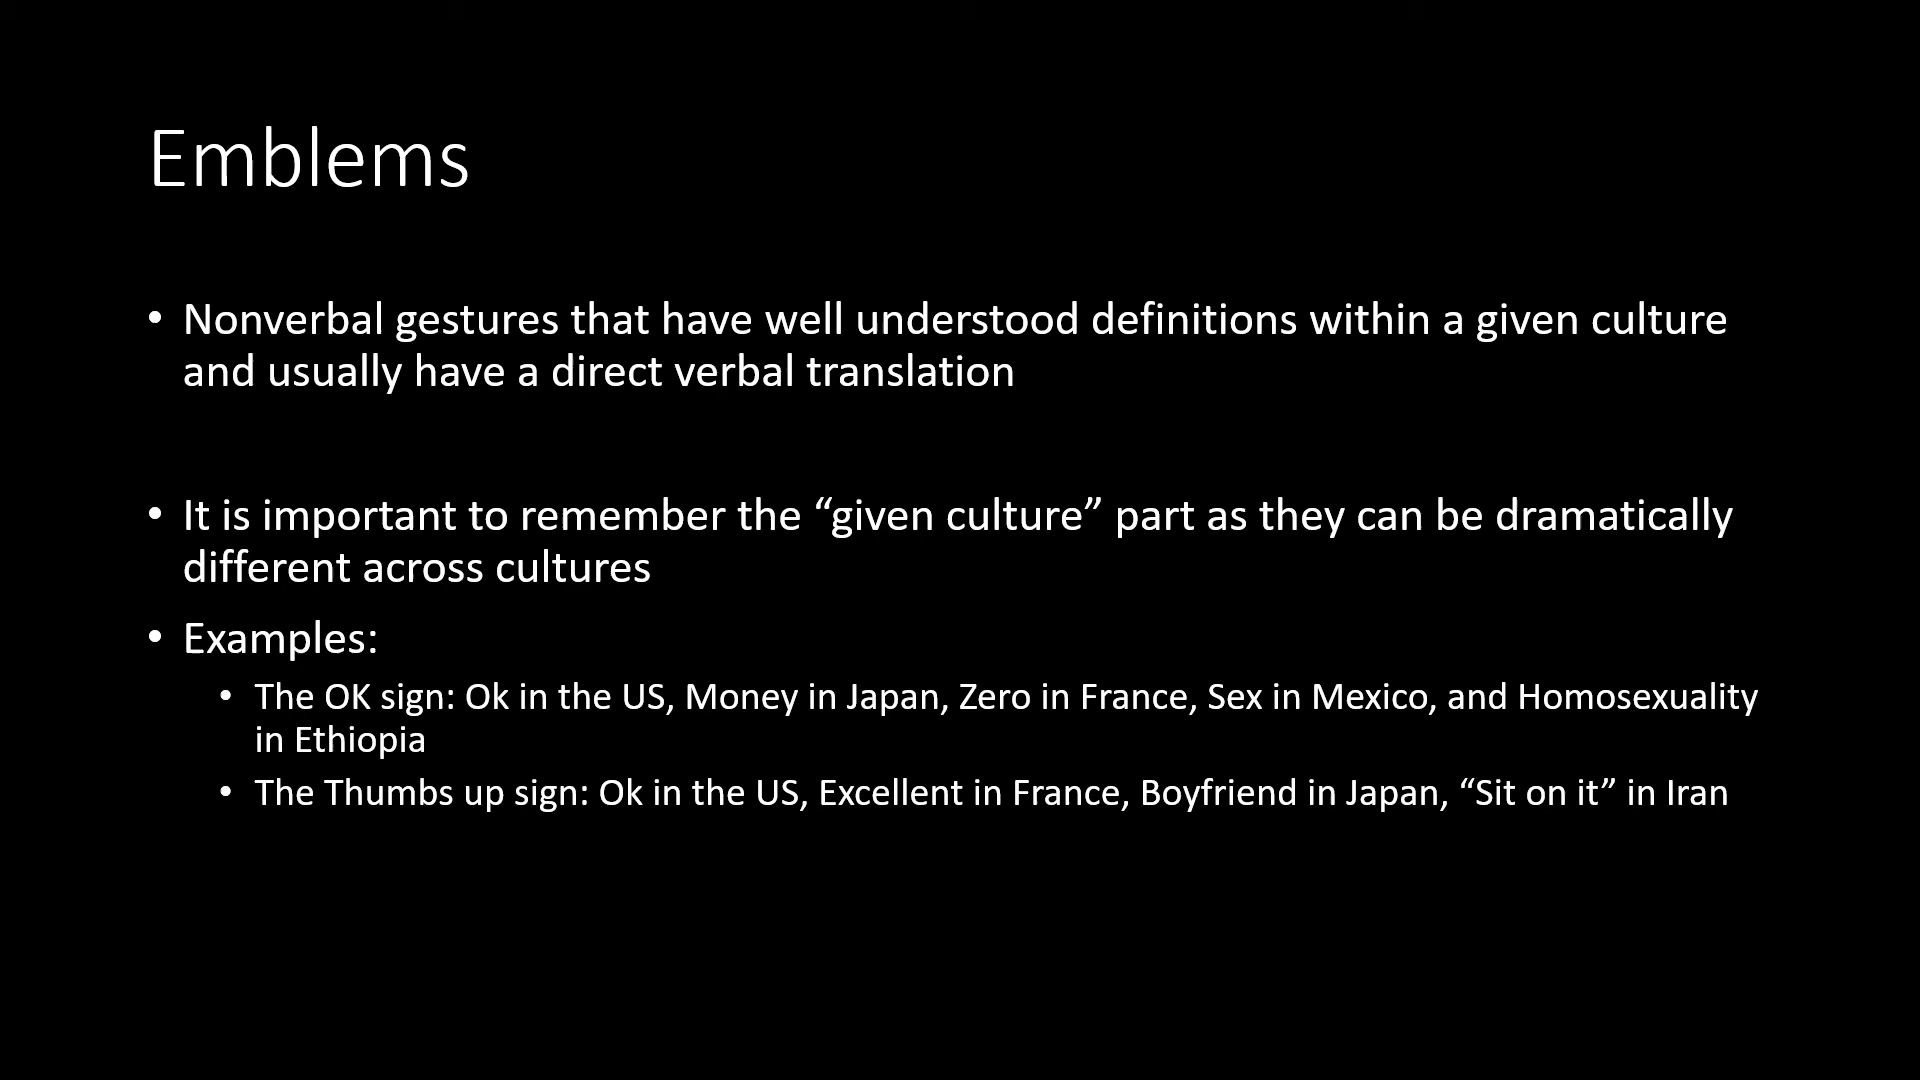 Emblems
• Nonverbal gestures that have well understood definitions within a given culture
and usually have a direct verbal translation
• It is important to remember the “given culture” part as they can be dramatically
different across cultures
• Examples:
• The OK sign: Ok in the US, Money in Japan, Zero in France, Sex in Mexico, and Homosexuality
in Ethiopia
• The Thumbs up sign: Ok in the US, Excellent in France, Boyfriend in Japan, “Sit on it” in Iran